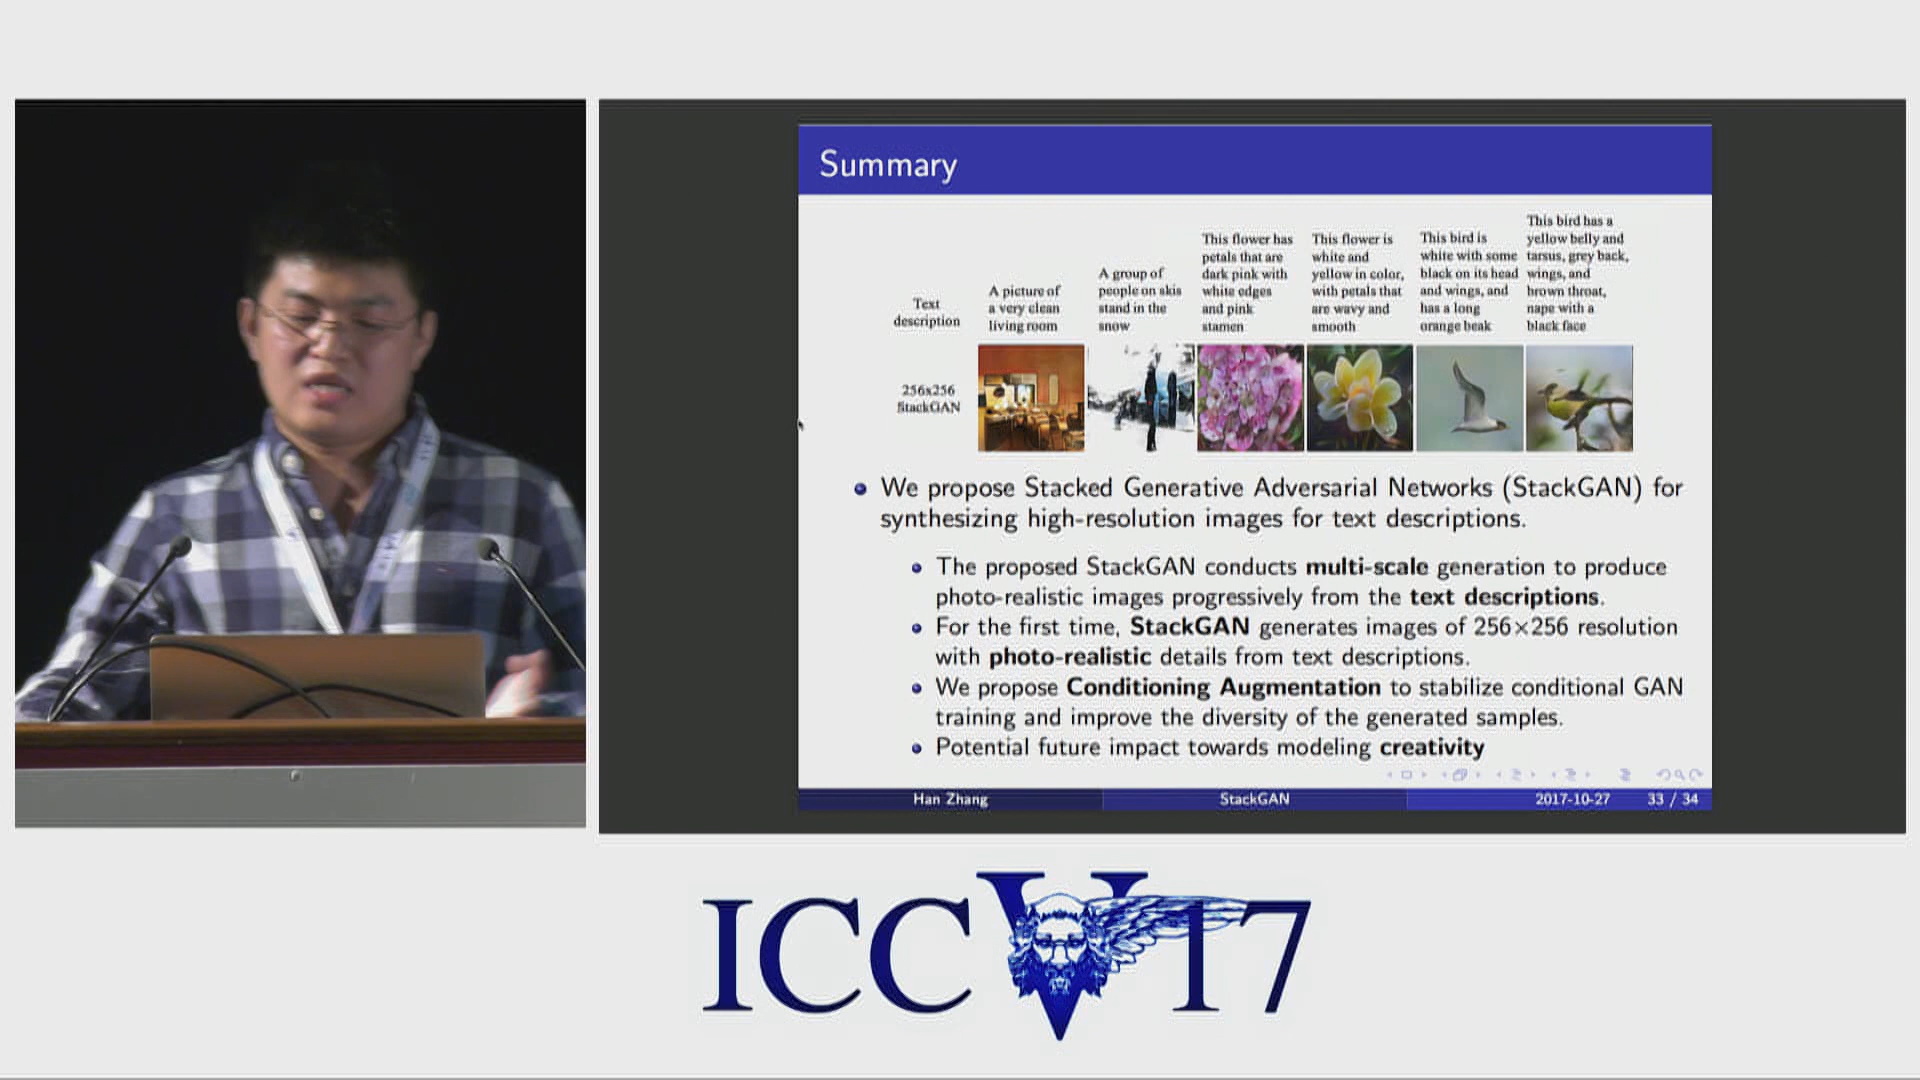 Summary
Text
description
A picture of
a very clean
living room
A group of
people on skis
stand in the
snow
This flower has
petals that are
dark pink with
white edges
and pink
stamen
This flower is
white and
yellow in color,
with petals that
are wavy and
smooth
This bird is
white with some
black on its head
and wings, and
has a long
orange beak
This bird has a
yellow belly and
tarsus, grey back,
wings, and
brown throat,
nape with a
black face
256x256
StackGAN
We propose Stacked Generative Adversarial Networks (StackGAN) for
synthesizing high-resolution images for text descriptions.
The proposed StackGAN conducts multi-scale generation to produce
photo-realistic images progressively from the text descriptions.
For the first time, StackGAN generates images of 256×256 resolution
with photo-realistic details from text descriptions.
We propose Conditioning Augmentation to stabilize conditional GAN
training and improve the diversity of the generated samples.
Potential future impact towards modeling creativity
Han Zhang StackGAN 2017-10-27 33 / 34
ICCV17